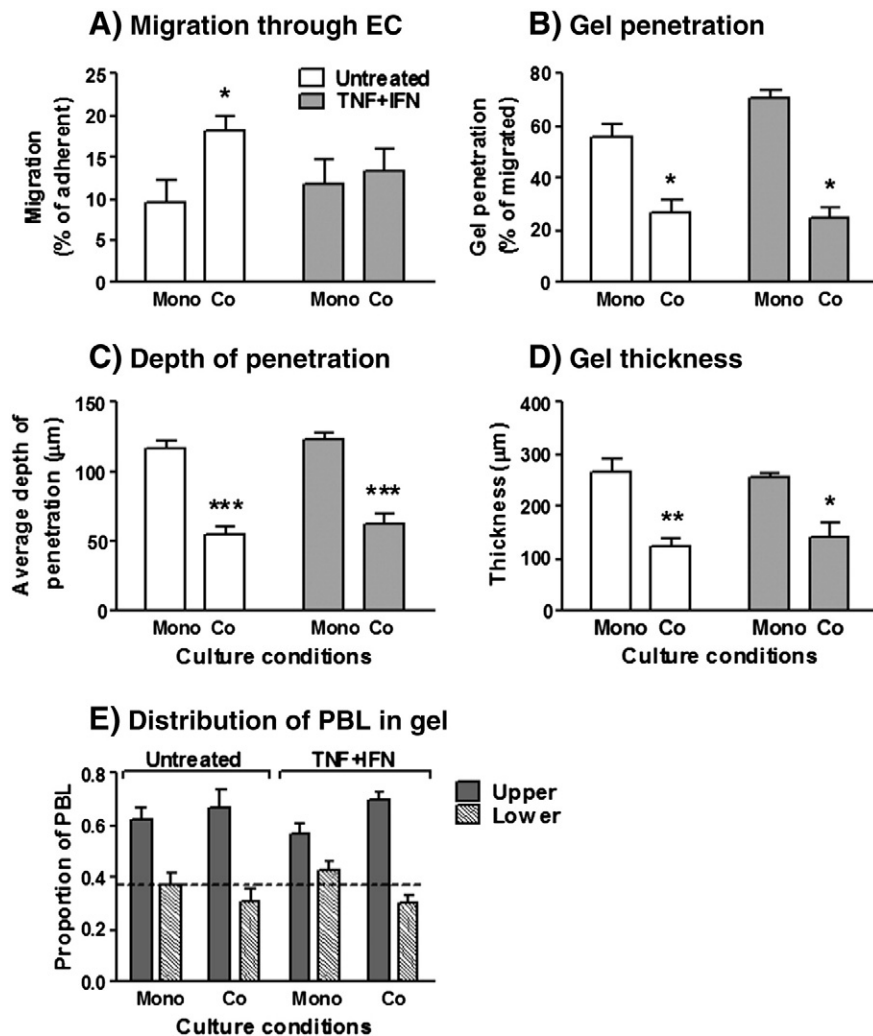 A) Migration through EC
Migration
(% of adherent)
25
20
15
10
5
0
*
Untreated
TNF+IFN
Mono Co Mono Co
B) Gel penetration
Gel penetration
(% of migrated)
80
60
40
20
0
*
*
Mono Co Mono Co
C) Depth of penetration
Average depth of
penetration (μm)
150
100
50
0
***
***
Mono Co Mono Co
Culture conditions
D) Gel thickness
Thickness (μm)
400
300
200
100
0
**
*
Mono Co Mono Co
Culture conditions
E) Distribution of PBL in gel
Proportion of PBL
0.8
0.6
0.4
0.2
0.0
Untreated TNF+IFN
Upper
Lower
Mono Co Mono Co
Culture conditions